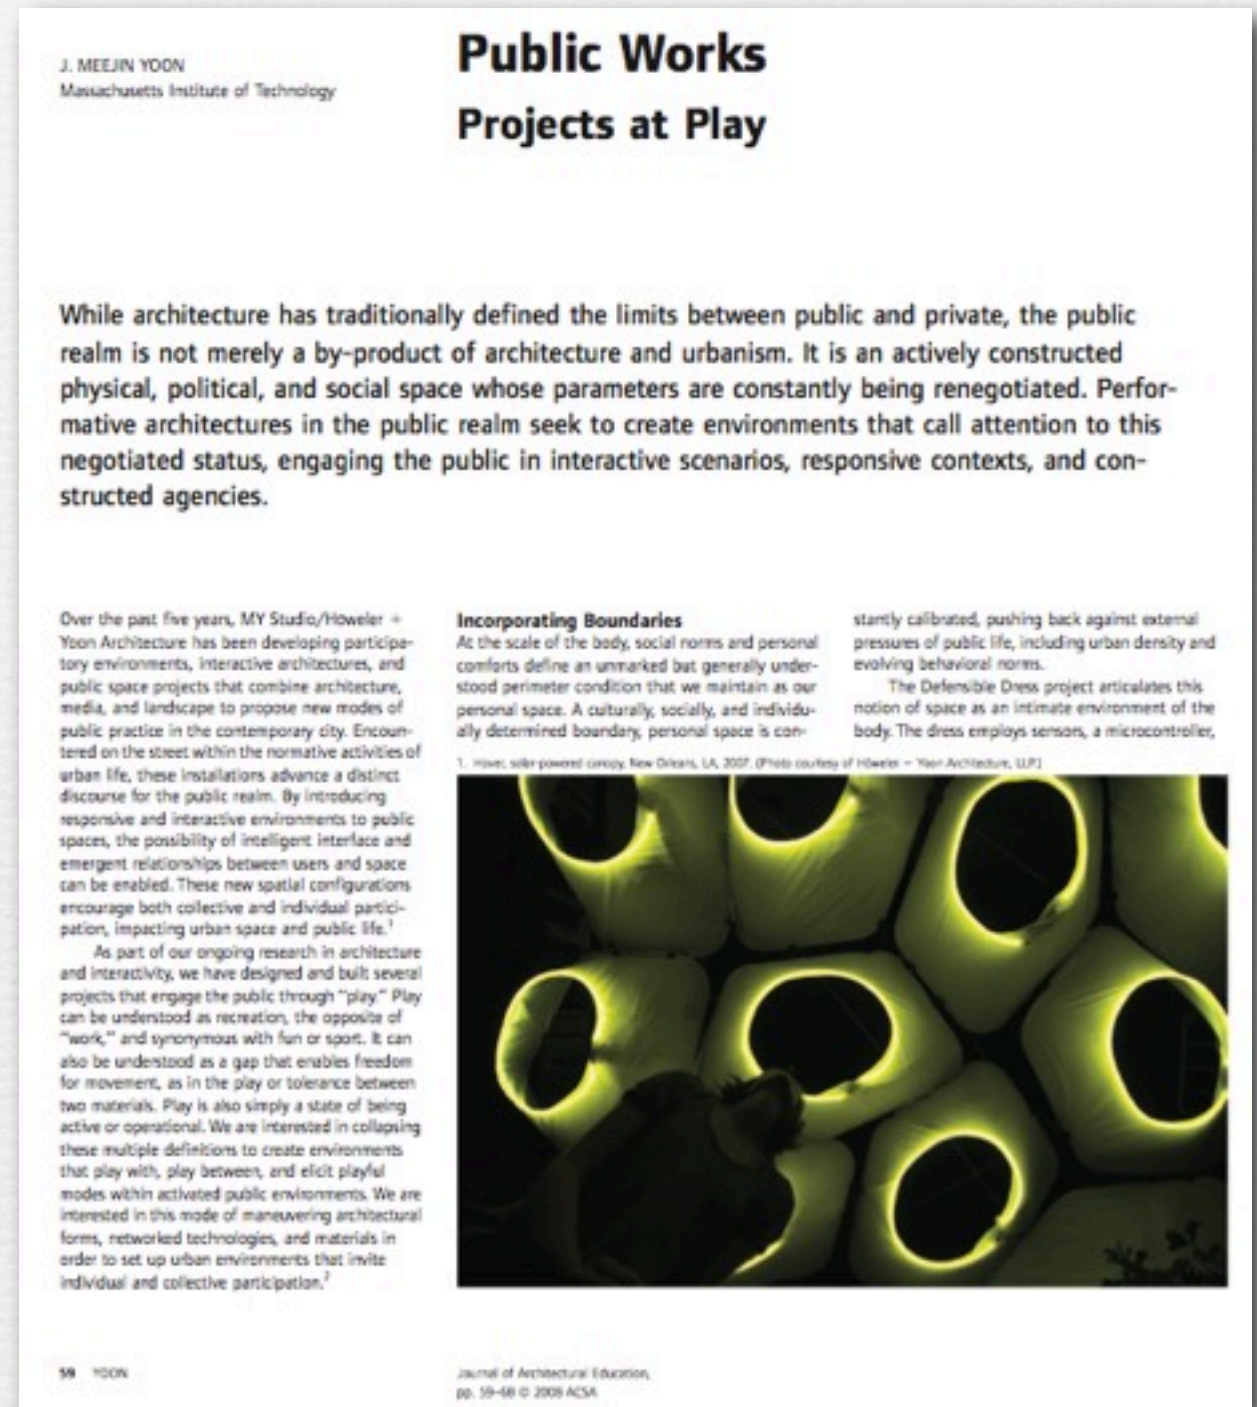 J. MEEJIN YOON
Massachusetts Institute of Technology
Public Works
Projects at Play
While architecture has traditionally defined the limits between public and private, the public
realm is not merely a by-product of architecture and urbanism. It is an actively constructed
physical, political, and social space whose parameters are constantly being renegotiated. Perfor-
mative architectures in the public realm seek to create environments that call attention to this
negotiated status, engaging the public in interactive scenarios, responsive contexts, and con-
structed agencies.
Over the past five years, MY Studio/Höweler +
Yoon Architecture has been developing participa-
tory environments, interactive architectures, and
public space projects that combine architecture,
media, and landscape to propose new modes of
public practice in the contemporary city. Encoun-
tered on the street within the normative activities of
urban life, these installations advance a distinct
discourse for the public realm. By introducing
responsive and interactive environments to public
spaces, the possibility of intelligent interface and
emergent relationships between users and space
can be enabled. These new spatial configurations
encourage both collective and individual partici-
pation, impacting urban space and public life.1
As part of our ongoing research in architecture
and interactivity, we have designed and built several
projects that engage the public through “play.” Play
can be understood as recreation, the opposite of
“work,” and synonymous with fun or sport. It can
also be understood as a gap that enables freedom
for movement, as in the play or tolerance between
two materials. Play is also simply a state of being
active or operational. We are interested in collapsing
these multiple definitions to create environments
that play with, play between, and elicit playful
modes within activated public environments. We are
interested in this mode of maneuvering architectural
forms, networked technologies, and materials in
order to set up urban environments that invite
individual and collective participation.2
Incorporating Boundaries
At the scale of the body, social norms and personal
comforts define an unmarked but generally under-
stood perimeter condition that we maintain as our
personal space. A culturally, socially, and individu-
ally determined boundary, personal space is con-
stantly calibrated, pushing back against external
pressures of public life, including urban density and
evolving behavioral norms.
The Defensible Dress project articulates this
notion of space as an intimate environment of the
body. The dress employs sensors, a microcontroller,
1. Hover, solar-powered canopy, New Orleans, LA, 2007. (Photo courtesy of Höweler + Yoon Architecture, LLP.)
59 YOON
Journal of Architectural Education,
pp. 59–68 © 2008 ACSA